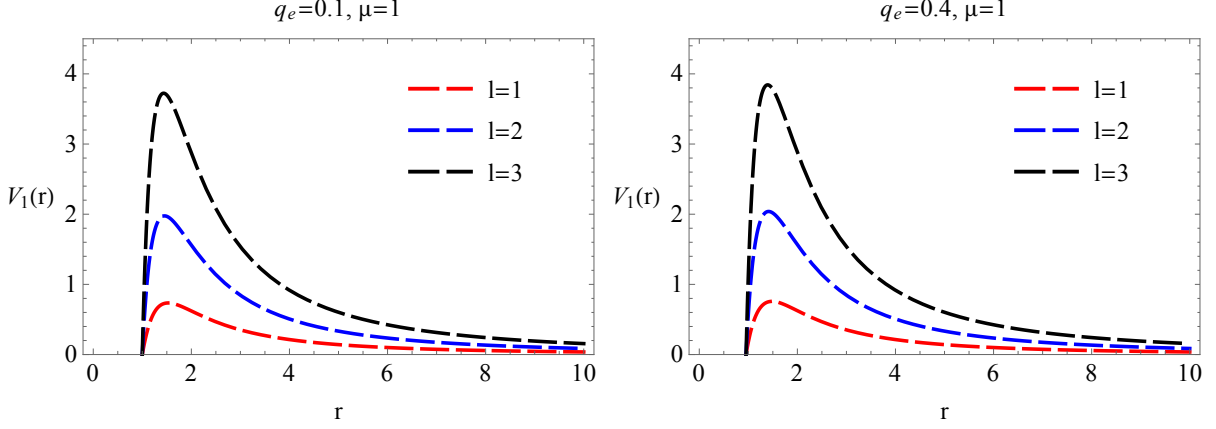 q_e=0.1, μ=1
4
3
2
1
0
V_1(r)
l=1
l=2
l=3
0 2 4 6 8 10
r
q_e=0.4, μ=1
4
3
2
1
0
V_1(r)
l=1
l=2
l=3
0 2 4 6 8 10
r